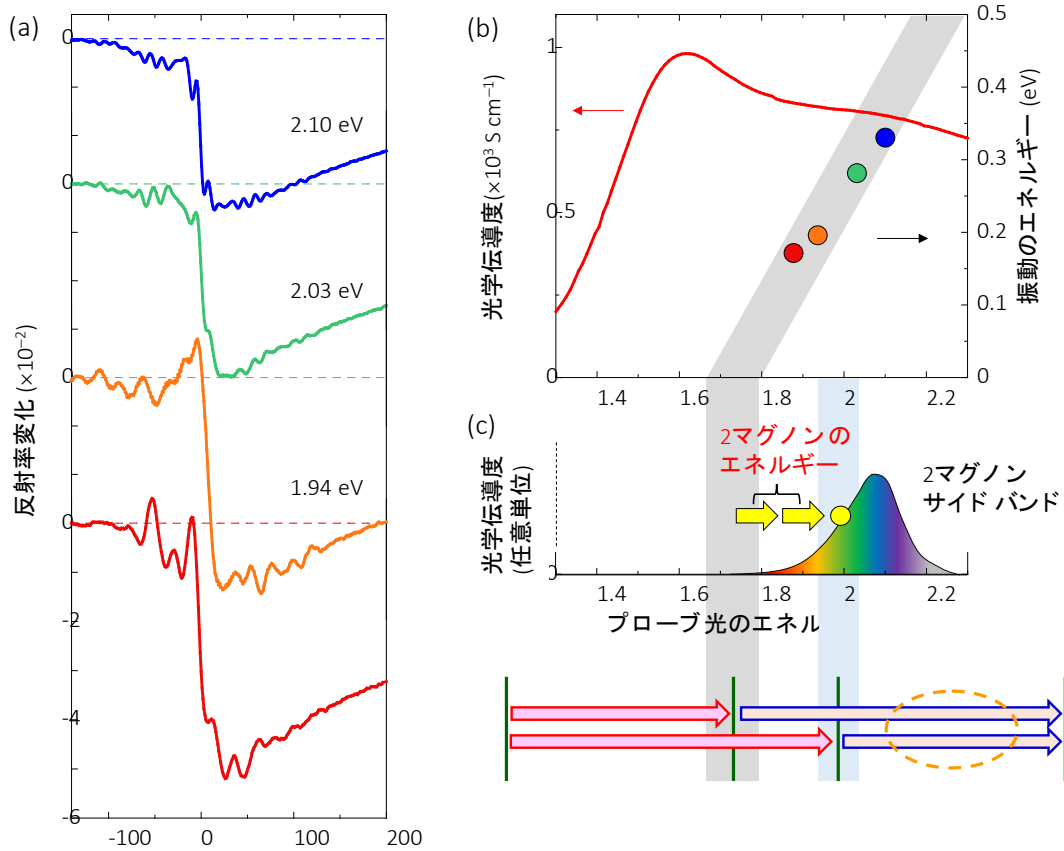 (a)
0
2.10 eV
0
2.03 eV
0
1.94 eV
0
-2
-4
-6
反射率変化 (×10⁻²)
-100
0
100
200
(b)
1
0.5
0
光学伝導度(×10³ S cm⁻¹)
0.5
0.4
0.3
0.2
0.1
0
振動のエネルギー (eV)
1.4
1.6
1.8
2
2.2
(c)
2マグノンの
エネルギー
2マグノン
サイド バンド
光学伝導度
(任意単位)
0
1.4
1.6
1.8
2
2.2
プローブ光のエネル